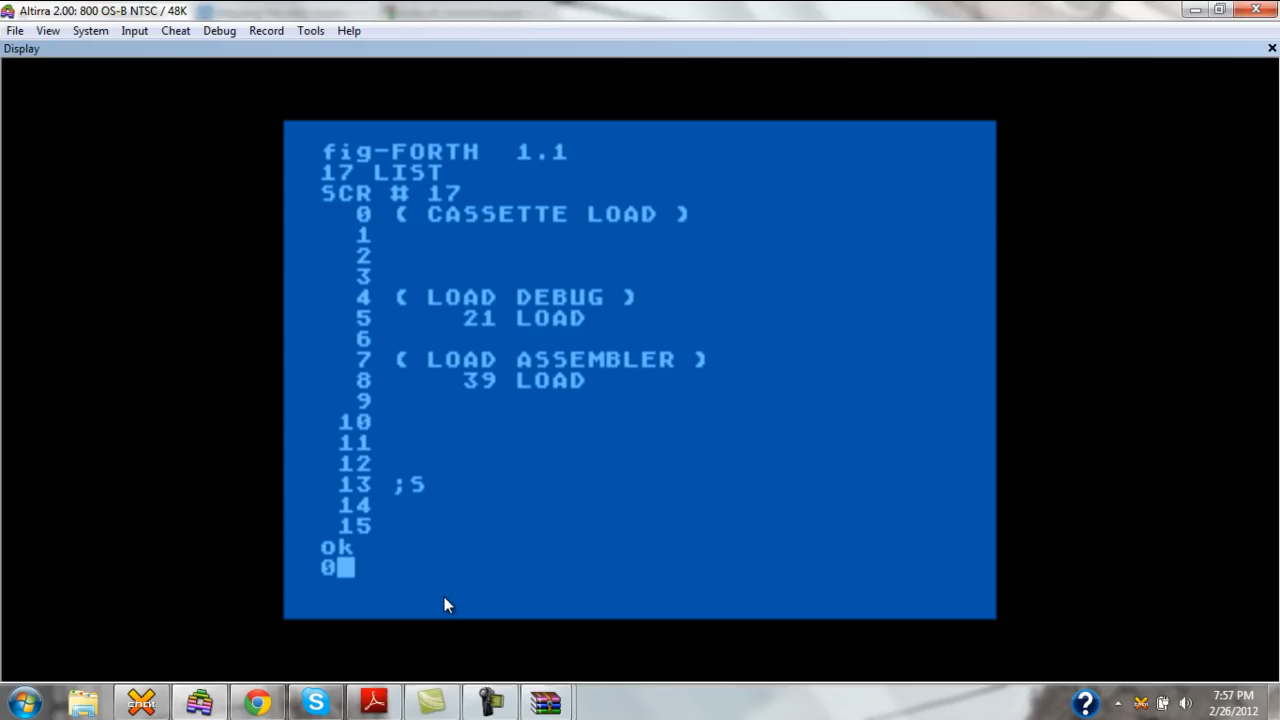 Altirra 2.00: 800 OS-B NTSC / 48K
File View System Input Cheat Debug Record Tools Help
Display
fig-FORTH 1.1
17 LIST
SCR # 17
0 ( CASSETTE LOAD )
1
2
3
4 ( LOAD DEBUG )
5 21 LOAD
6
7 ( LOAD ASSEMBLER )
8 39 LOAD
9
10
11
12
13 ;S
14
15
ok
0
7:57 PM
2/26/2012